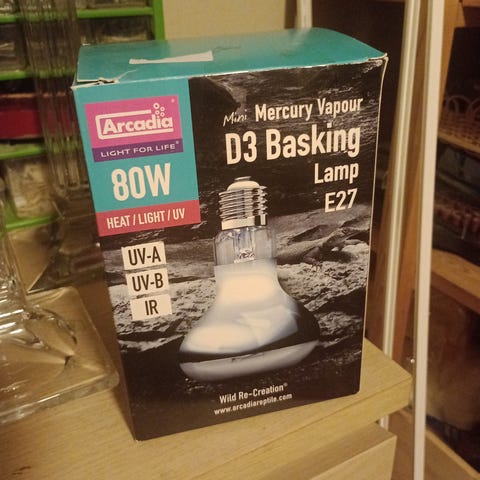 Arcadia®
LIGHT FOR LIFE®
80W
HEAT / LIGHT / UV
UV-A
UV-B
IR
Mini Mercury Vapour
D3 Basking
Lamp
E27
Wild Re-Creation®
www.arcadiareptile.com